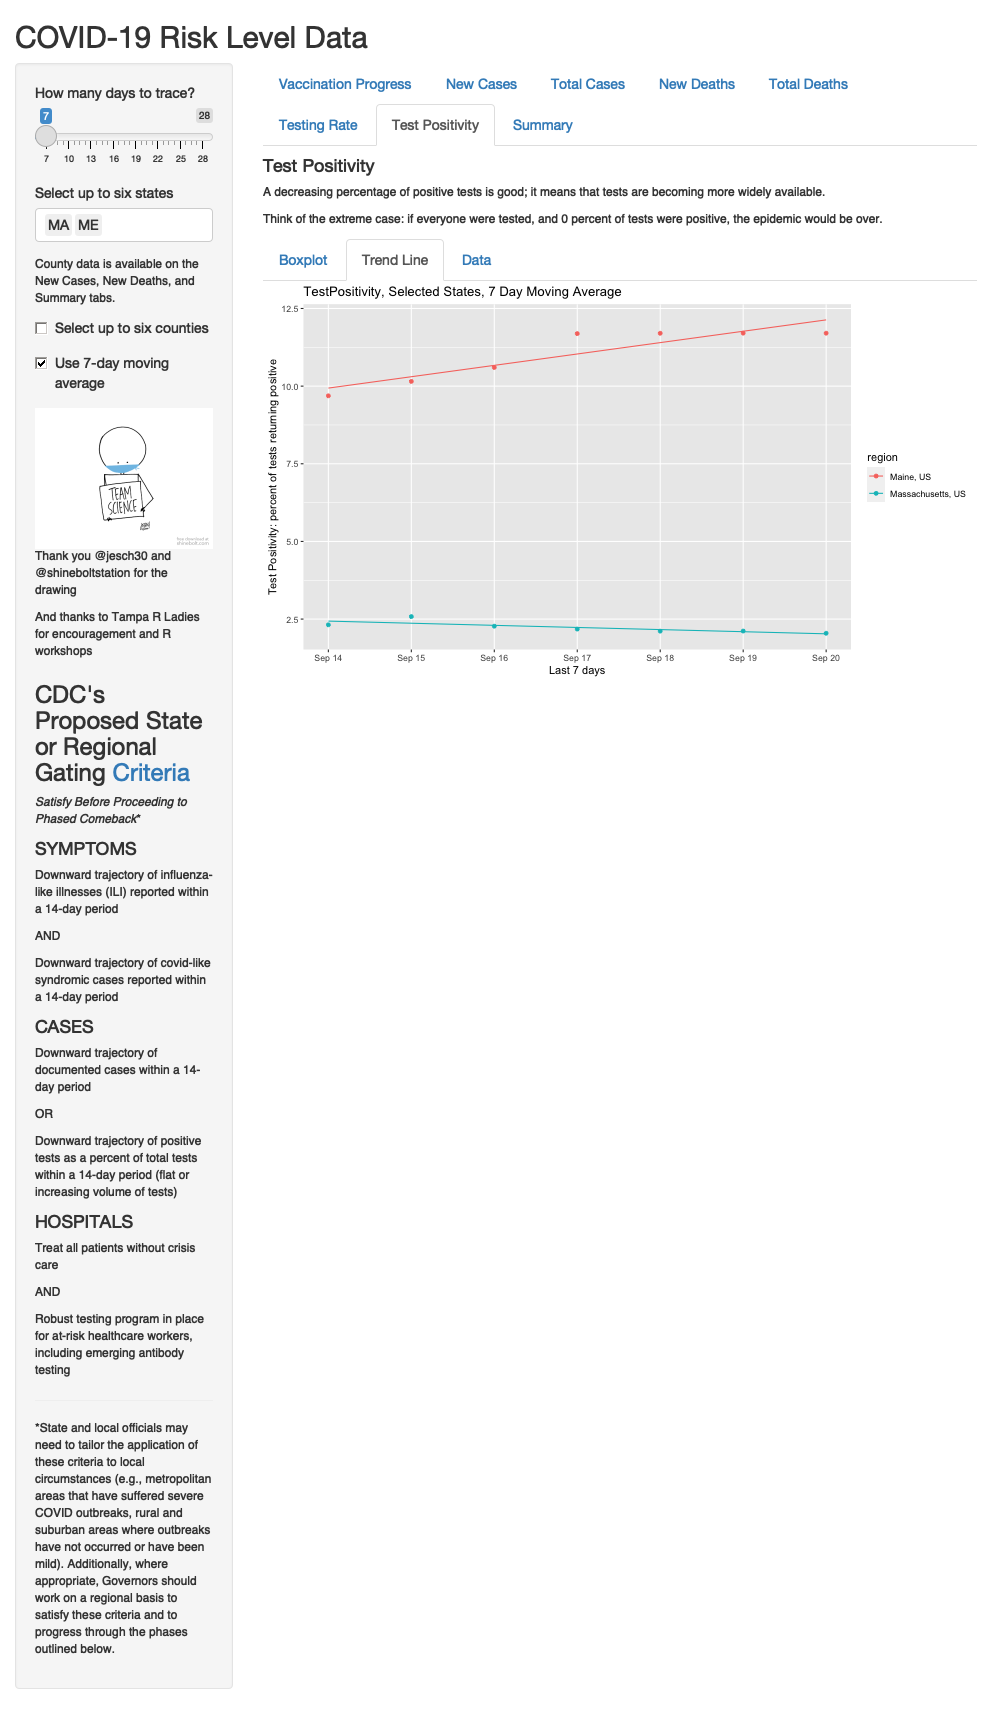 COVID-19 Risk Level Data
How many days to trace?
7
28
7 10 13 16 19 22 25 28
Select up to six states
MA ME
County data is available on the
New Cases, New Deaths, and
Summary tabs.
Select up to six counties
Use 7-day moving
average
TEAM
SCIENCE
free download at
shinebolt.com
Thank you @jesch30 and
@shineboltstation for the
drawing
And thanks to Tampa R Ladies
for encouragement and R
workshops
CDC's
Proposed State
or Regional
Gating Criteria
Satisfy Before Proceeding to
Phased Comeback*
SYMPTOMS
Downward trajectory of influenza-
like illnesses (ILI) reported within
a 14-day period
AND
Downward trajectory of covid-like
syndromic cases reported within
a 14-day period
CASES
Downward trajectory of
documented cases within a 14-
day period
OR
Downward trajectory of positive
tests as a percent of total tests
within a 14-day period (flat or
increasing volume of tests)
HOSPITALS
Treat all patients without crisis
care
AND
Robust testing program in place
for at-risk healthcare workers,
including emerging antibody
testing
*State and local officials may
need to tailor the application of
these criteria to local
circumstances (e.g., metropolitan
areas that have suffered severe
COVID outbreaks, rural and
suburban areas where outbreaks
have not occurred or have been
mild). Additionally, where
appropriate, Governors should
work on a regional basis to
satisfy these criteria and to
progress through the phases
outlined below.
Vaccination Progress New Cases Total Cases New Deaths Total Deaths
Testing Rate Test Positivity Summary
Test Positivity
A decreasing percentage of positive tests is good; it means that tests are becoming more widely available.
Think of the extreme case: if everyone were tested, and 0 percent of tests were positive, the epidemic would be over.
Boxplot Trend Line Data
TestPositivity, Selected States, 7 Day Moving Average
Test Positivity: percent of tests returning positive
12.5
10.0
7.5
5.0
2.5
Sep 14 Sep 15 Sep 16 Sep 17 Sep 18 Sep 19 Sep 20
Last 7 days
region
Maine, US
Massachusetts, US